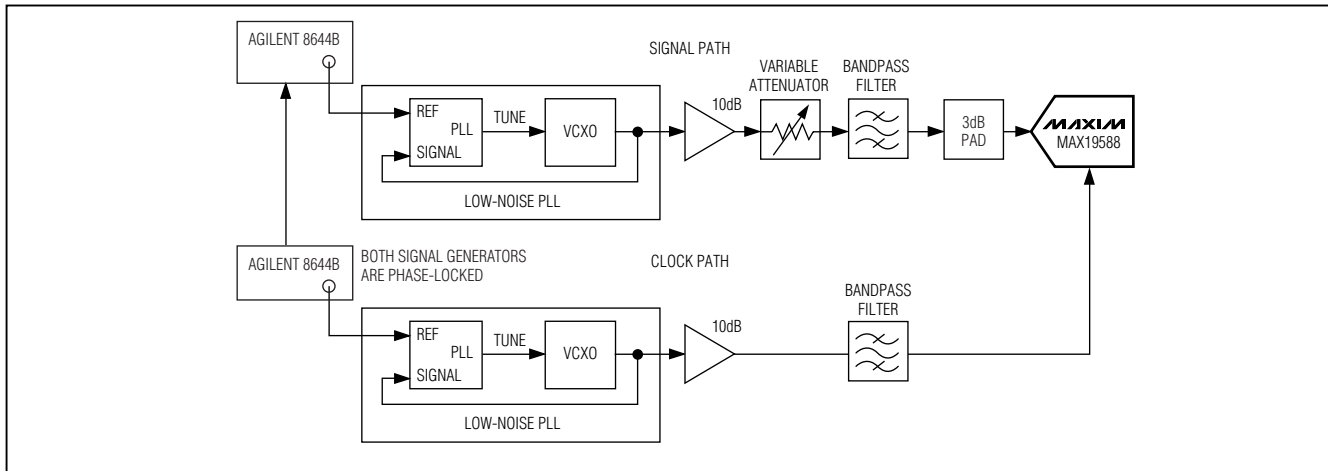 AGILENT 8644B
SIGNAL PATH
REF
PLL
SIGNAL
TUNE
VCXO
LOW-NOISE PLL
10dB
VARIABLE
ATTENUATOR
BANDPASS
FILTER
3dB
PAD
MAXIM
MAX19588
AGILENT 8644B
BOTH SIGNAL GENERATORS
ARE PHASE-LOCKED
CLOCK PATH
REF
PLL
SIGNAL
TUNE
VCXO
LOW-NOISE PLL
10dB
BANDPASS
FILTER